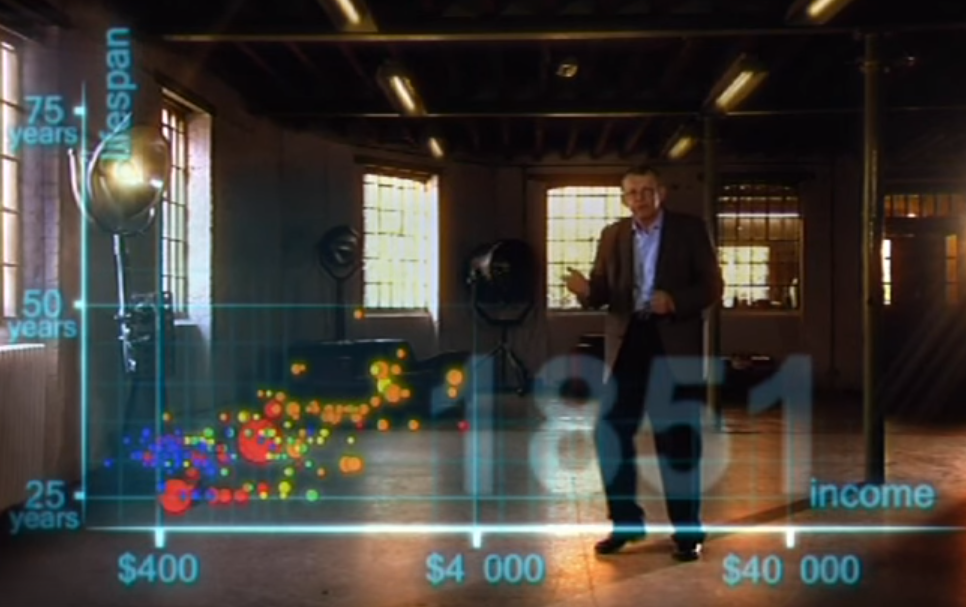 lifespan
75
years
50
years
25
years
1851
income
$400
$4 000
$40 000